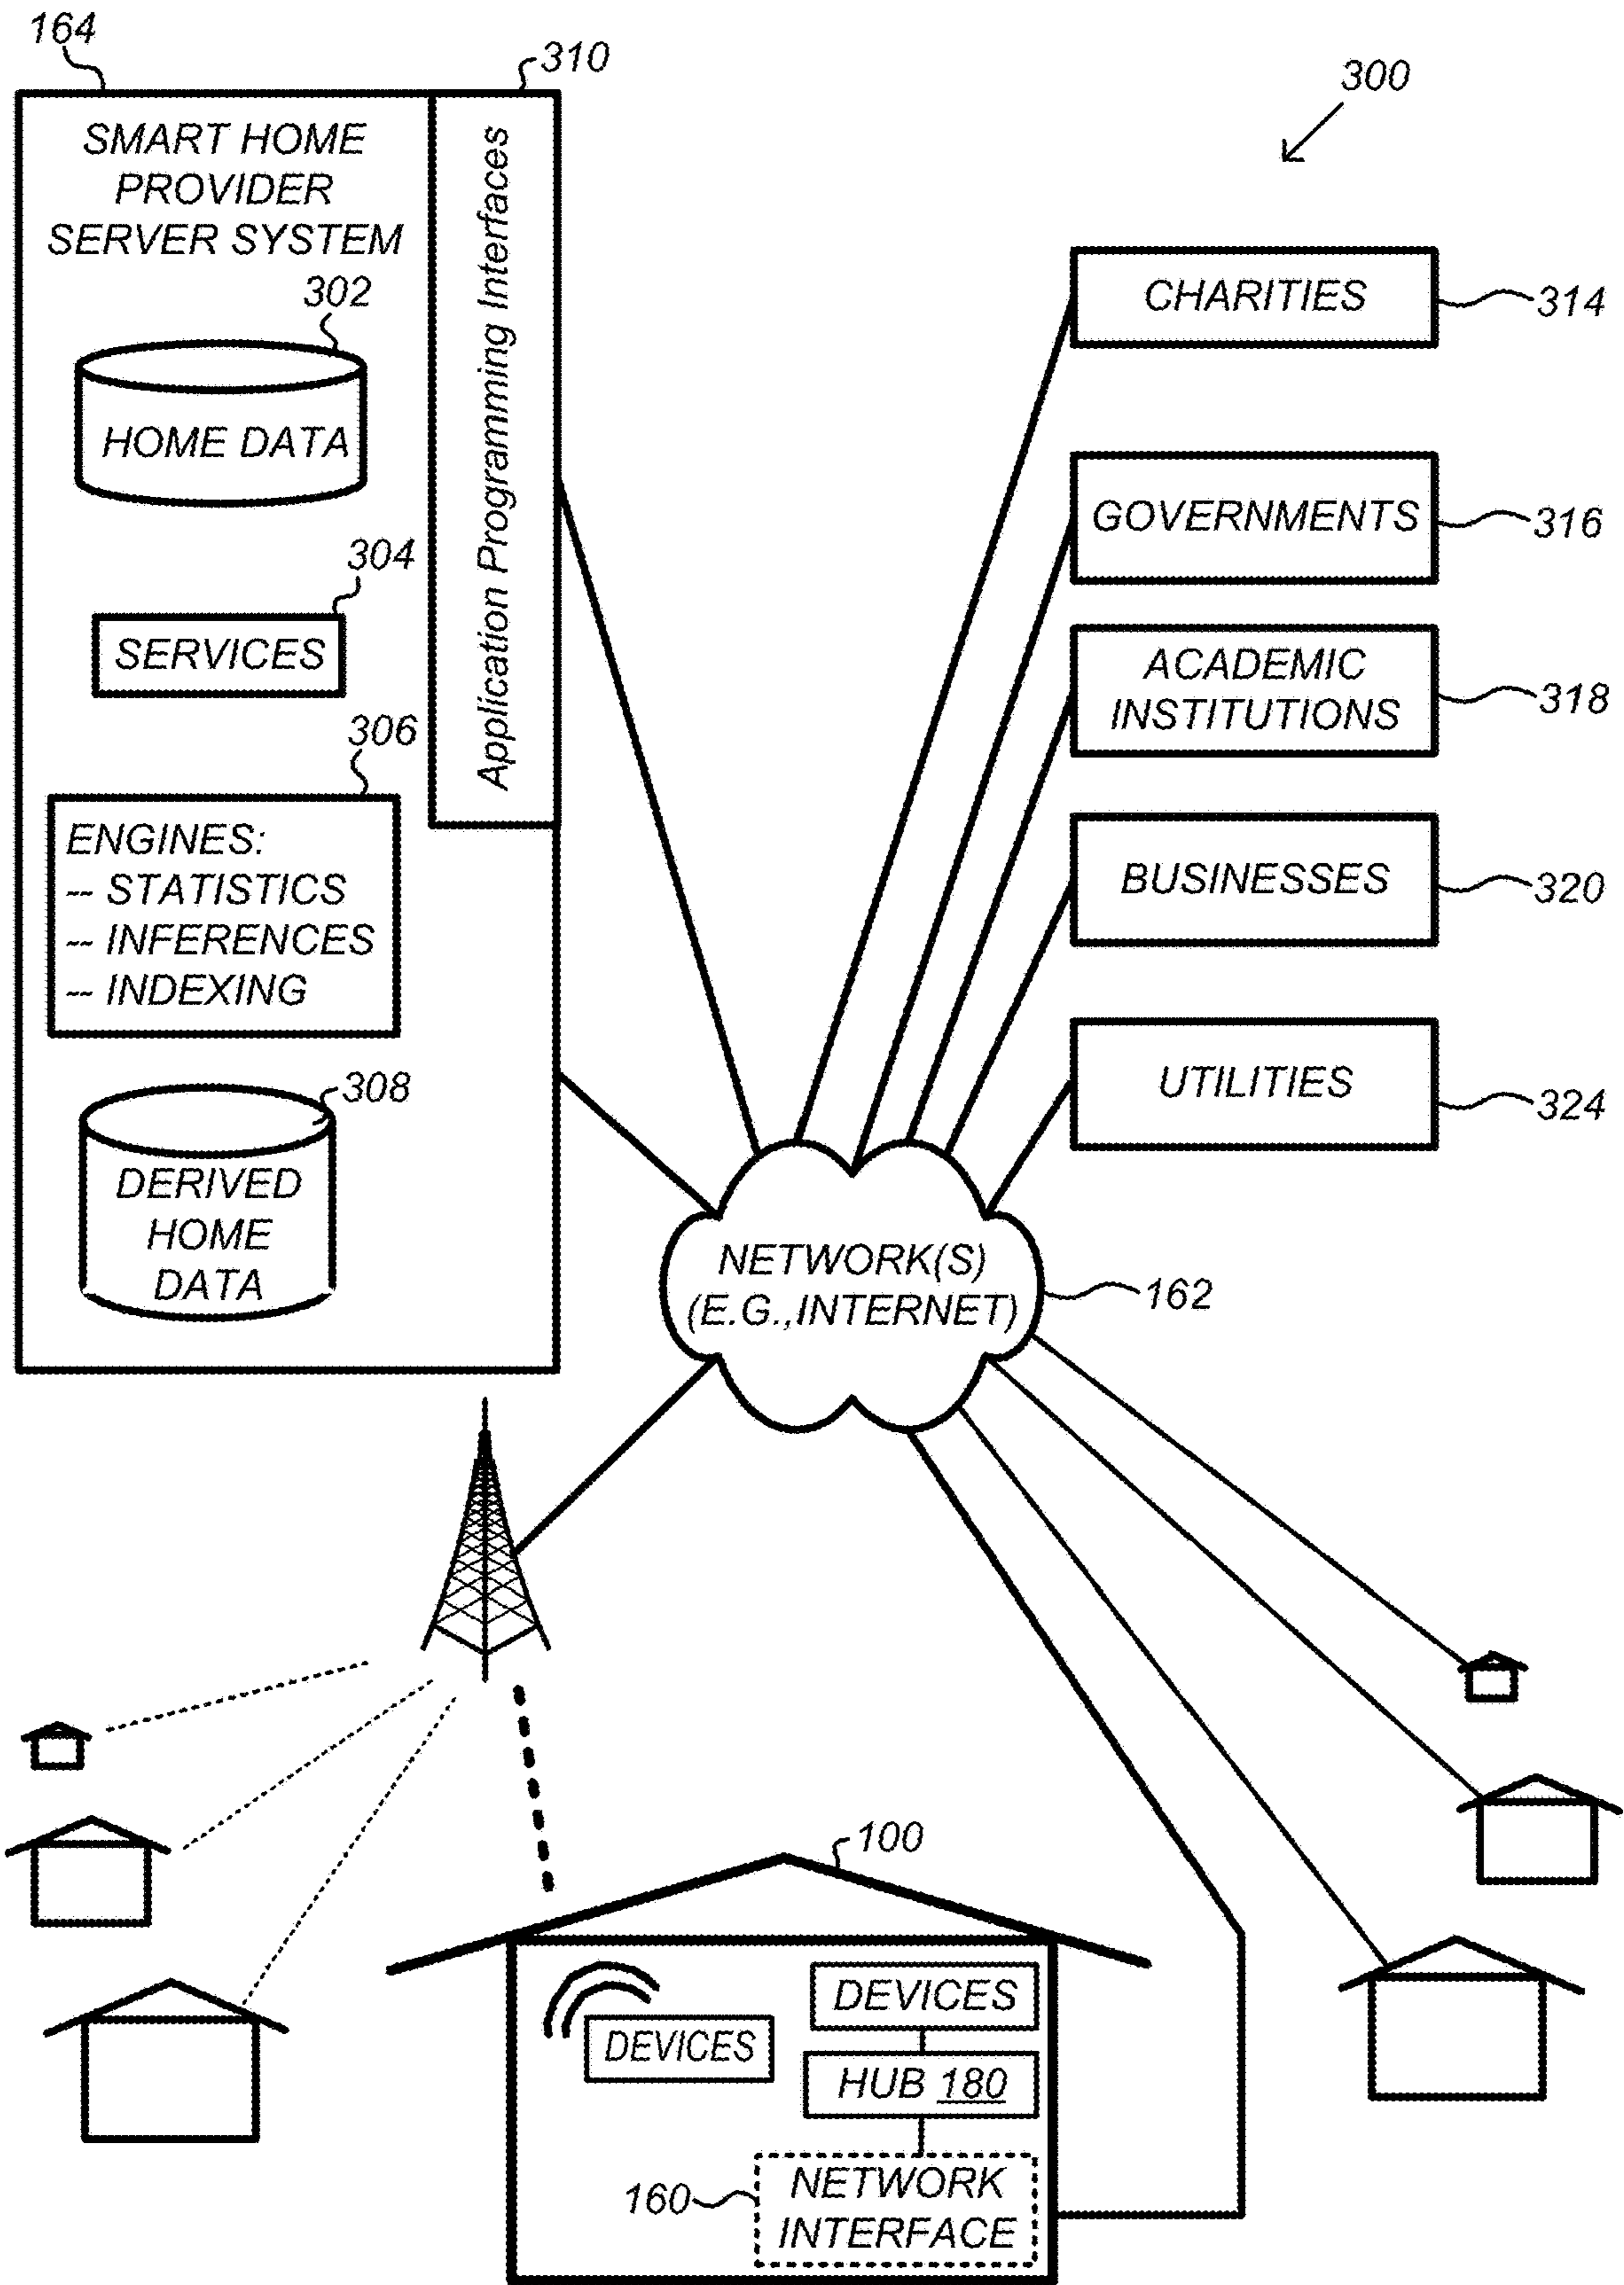 164
310
300
SMART HOME
PROVIDER
SERVER SYSTEM
302
HOME DATA
304
SERVICES
306
ENGINES:
-- STATISTICS
-- INFERENCES
-- INDEXING
308
DERIVED
HOME
DATA
Application Programming Interfaces
CHARITIES
314
GOVERNMENTS
316
ACADEMIC
INSTITUTIONS
318
BUSINESSES
320
UTILITIES
324
NETWORK(S)
(E.G.,INTERNET)
162
100
DEVICES
DEVICES
HUB 180
160
NETWORK
INTERFACE